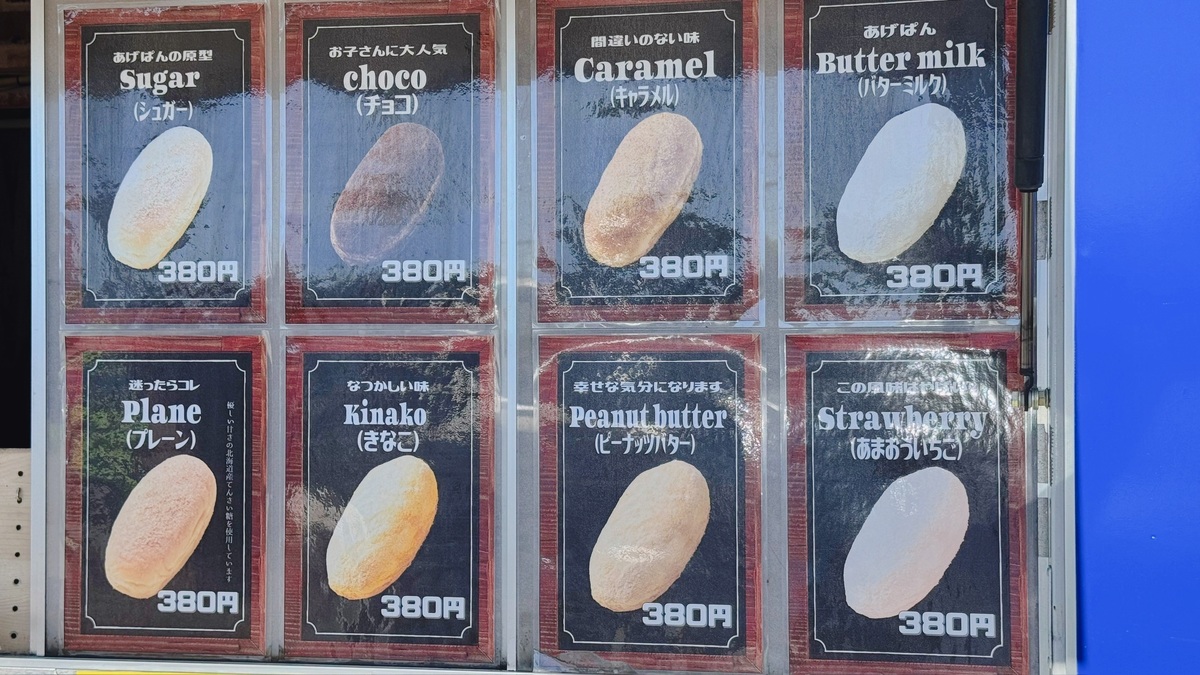 あげぱんの原型
Sugar
(シュガー)
380円
お子さんに大人気
choco
(チョコ)
380円
間違いのない味
Caramel
(キャラメル)
380円
あげぱん
Butter milk
(バターミルク)
380円
迷ったらコレ
Plane
(プレーン)
優しい甘さの北海道産てんさい糖を使用しています
380円
なつかしい味
Kinako
(きなこ)
380円
幸せな気分になります
Peanut butter
(ピーナッツバター)
380円
この風味は
Strawberry
(あまおういちご)
380円